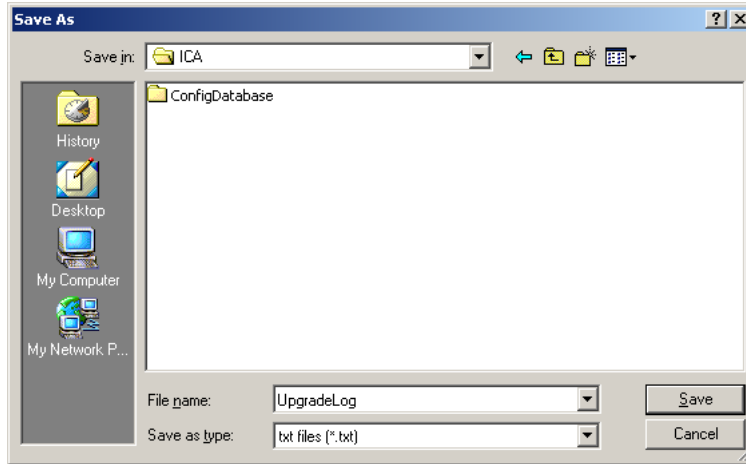 Save As
Save in: ICA
ConfigDatabase
History
Desktop
My Computer
My Network P...
File name: UpgradeLog Save
Save as type: txt files (*.txt) Cancel